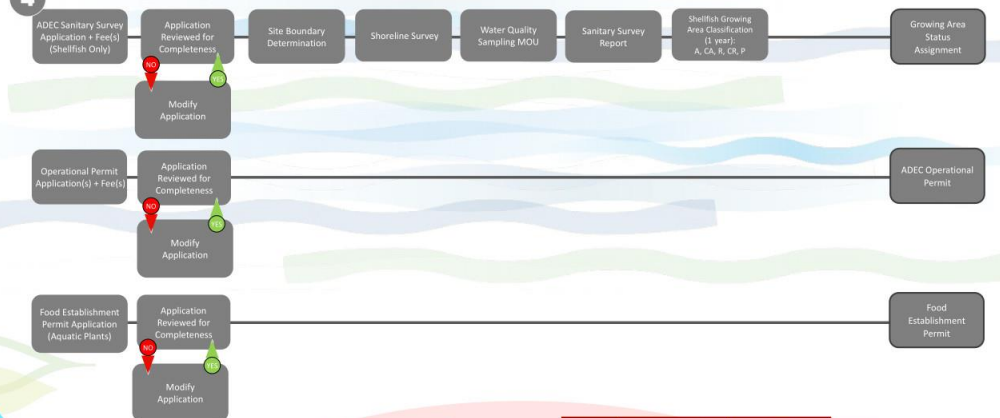 4
ADEC Sanitary Survey
Application + Fee(s)
(Shellfish Only)
Application
Reviewed for
Completeness
Site Boundary
Determination
Shoreline Survey
Water Quality
Sampling MOU
Sanitary Survey
Report
Shellfish Growing
Area Classification
(1 year):
A, CA, R, CR, P
Growing Area
Status
Assignment
NO
YES
Modify
Application
Operational Permit
Application(s) + Fee(s)
Application
Reviewed for
Completeness
ADEC Operational
Permit
NO
YES
Modify
Application
Food Establishment
Permit Application
(Aquatic Plants)
Application
Reviewed for
Completeness
Food
Establishment
Permit
NO
YES
Modify
Application